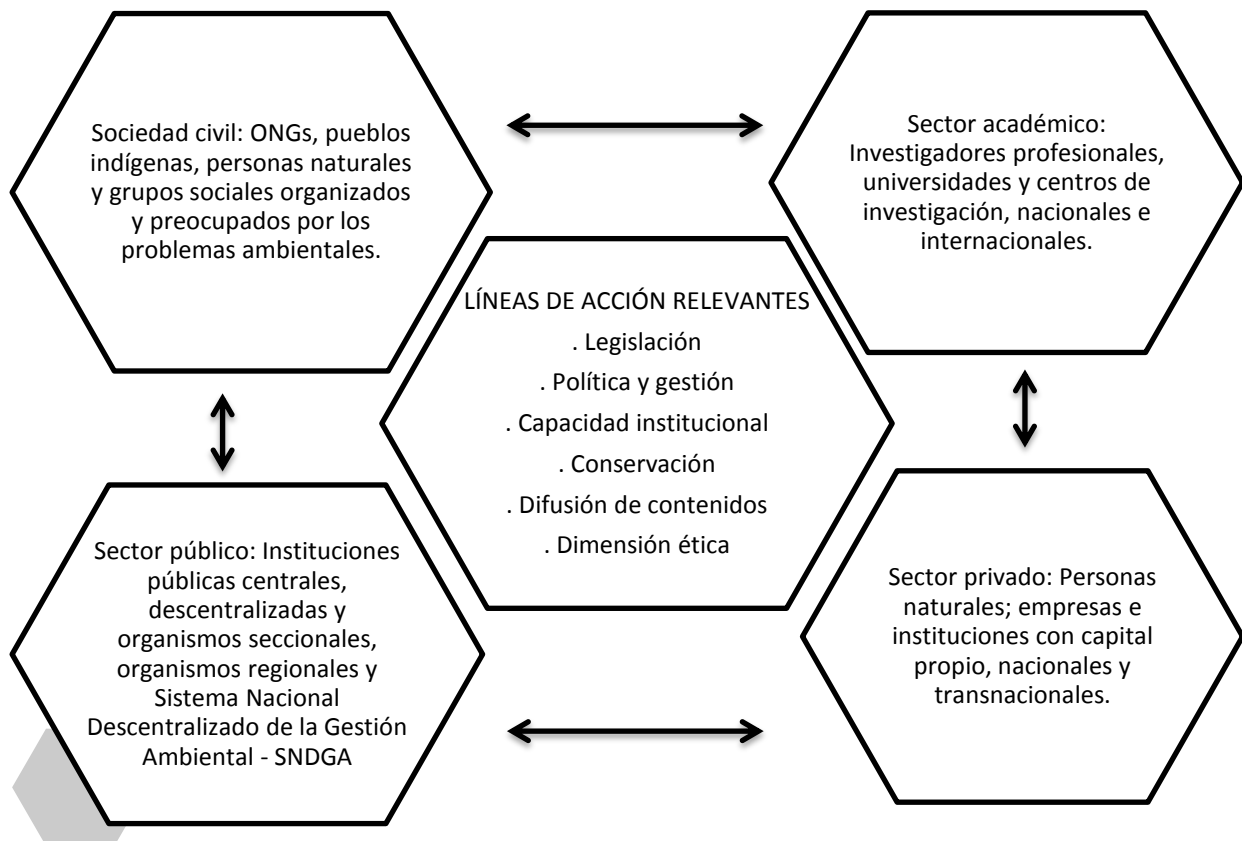 Sociedad civil: ONGs, pueblos
indígenas, personas naturales
y grupos sociales organizados
y preocupados por los
problemas ambientales.
Sector académico:
Investigadores profesionales,
universidades y centros de
investigación, nacionales e
internacionales.
LÍNEAS DE ACCIÓN RELEVANTES
. Legislación
. Política y gestión
. Capacidad institucional
. Conservación
. Difusión de contenidos
. Dimensión ética
Sector público: Instituciones
públicas centrales,
descentralizadas y
organismos seccionales,
organismos regionales y
Sistema Nacional
Descentralizado de la Gestión
Ambiental - SNDGA
Sector privado: Personas
naturales; empresas e
instituciones con capital
propio, nacionales y
transnacionales.